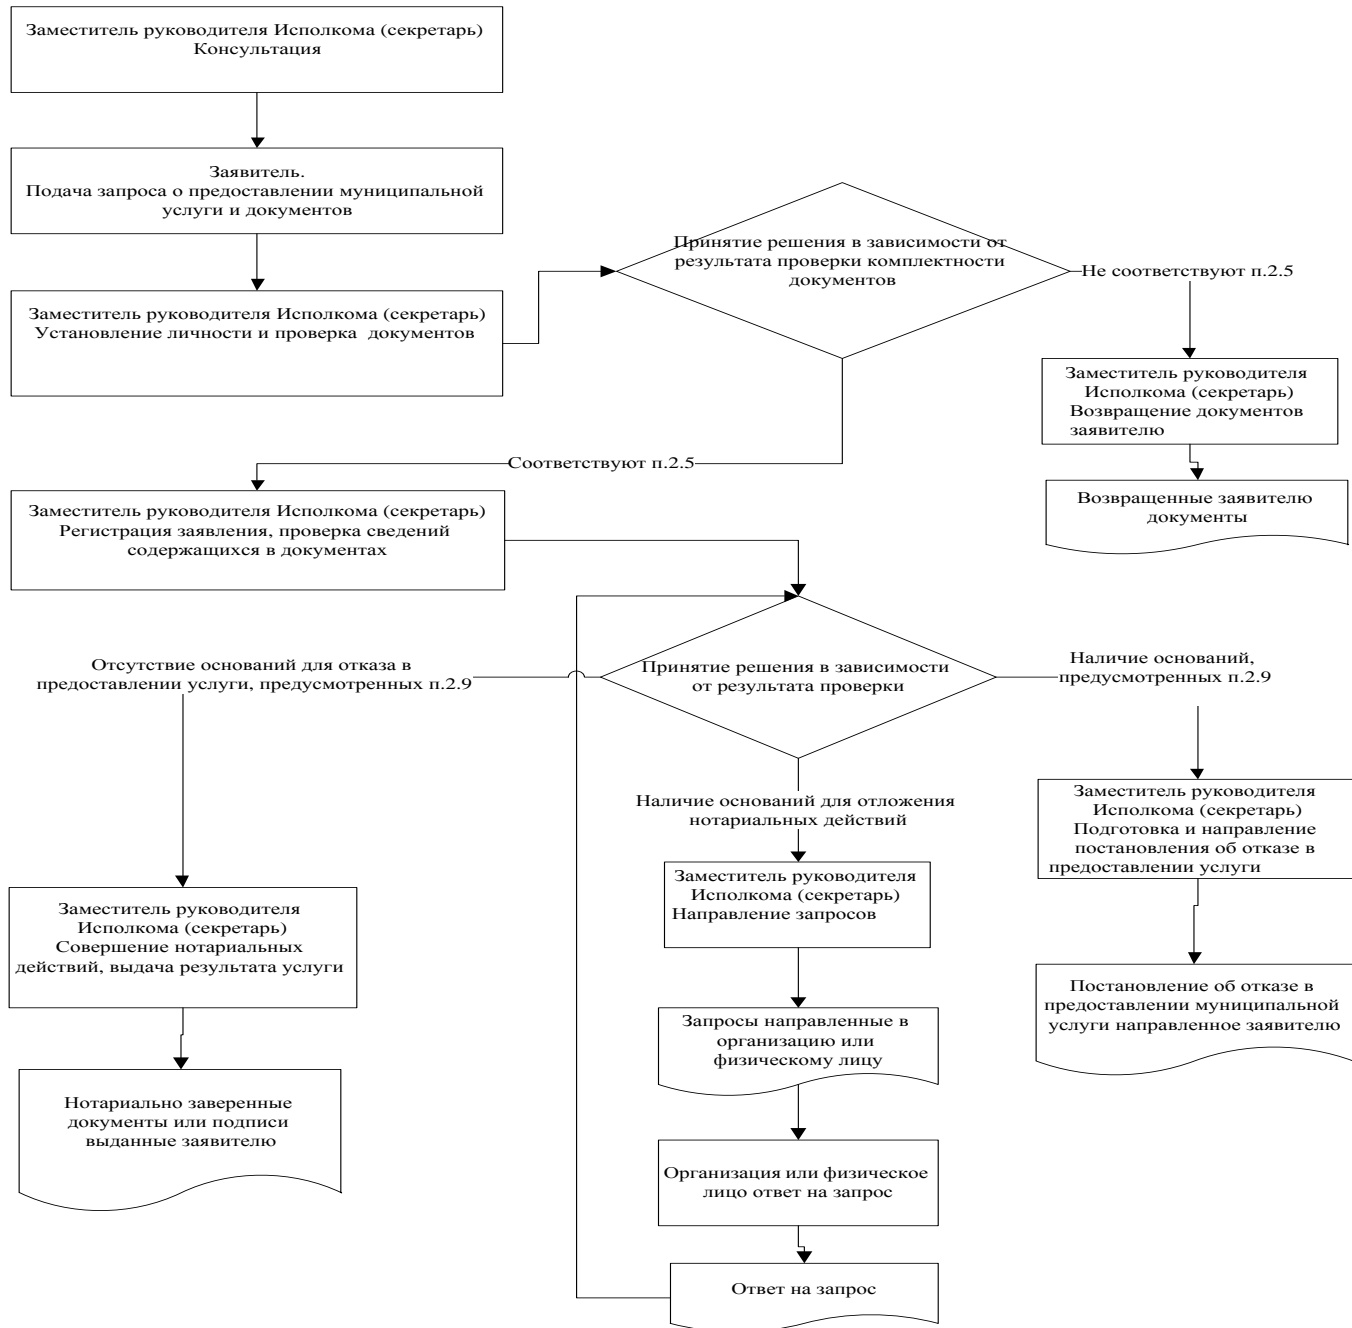 Заместитель руководителя Исполкома (секретарь)
Консультация
Заявитель.
Подача запроса о предоставлении муниципальной
услуги и документов
Заместитель руководителя Исполкома (секретарь)
Установление личности и проверка документов
Принятие решения в зависимости от
результата проверки комплектности
документов
Не соответствуют п.2.5
Заместитель руководителя
Исполкома (секретарь)
Возвращение документов
заявителю
Возвращенные заявителю
документы
Соответствуют п.2.5
Заместитель руководителя Исполкома (секретарь)
Регистрация заявления, проверка сведений
содержащихся в документах
Принятие решения в зависимости
от результата проверки
Отсутствие оснований для отказа в
предоставлении услуги, предусмотренных п.2.9
Наличие оснований,
предусмотренных п.2.9
Наличие оснований для отложения
нотариальных действий
Заместитель руководителя
Исполкома (секретарь)
Совершение нотариальных
действий, выдача результата услуги
Нотариально заверенные
документы или подписи
выданные заявителю
Заместитель руководителя
Исполкома (секретарь)
Направление запросов
Запросы направленные в
организацию или
физическому лицу
Организация или физическое
лицо ответ на запрос
Ответ на запрос
Заместитель руководителя
Исполкома (секретарь)
Подготовка и направление
постановления об отказе в
предоставлении услуги
Постановление об отказе в
предоставлении муниципальной
услуги направленное заявителю